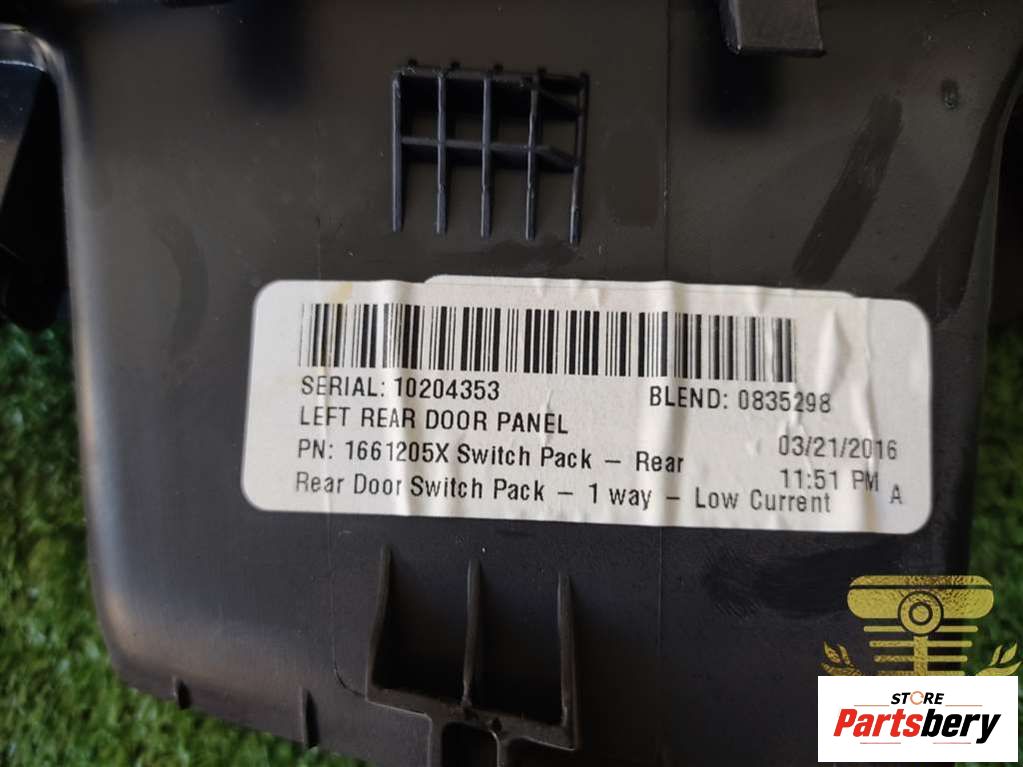 SERIAL: 10204353 BLEND: 0835298
LEFT REAR DOOR PANEL
PN: 1661205X Switch Pack – Rear 03/21/2016
Rear Door Switch Pack – 1 way – Low Current 11:51 PM A
STORE
Partsbery